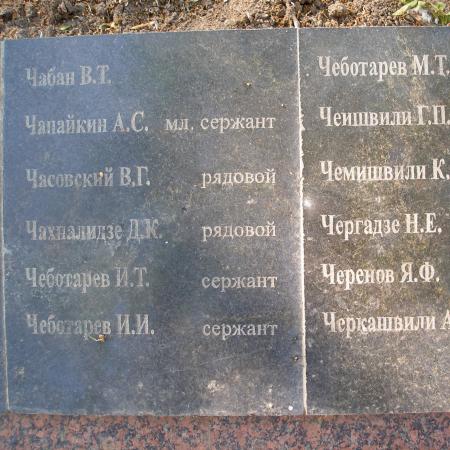 Чабан В.Т.
Чапайкин А.С. мл. сержант
Часовский В.Г. рядовой
Чахналидзе Д.К. рядовой
Чеботарев И.Т. сержант
Чеботарев И.И. сержант
Чеботарев М.Т.
Чеишвили Г.П.
Чемишвили К.
Чергадзе Н.Е.
Черенов Я.Ф.
Черкашвили А